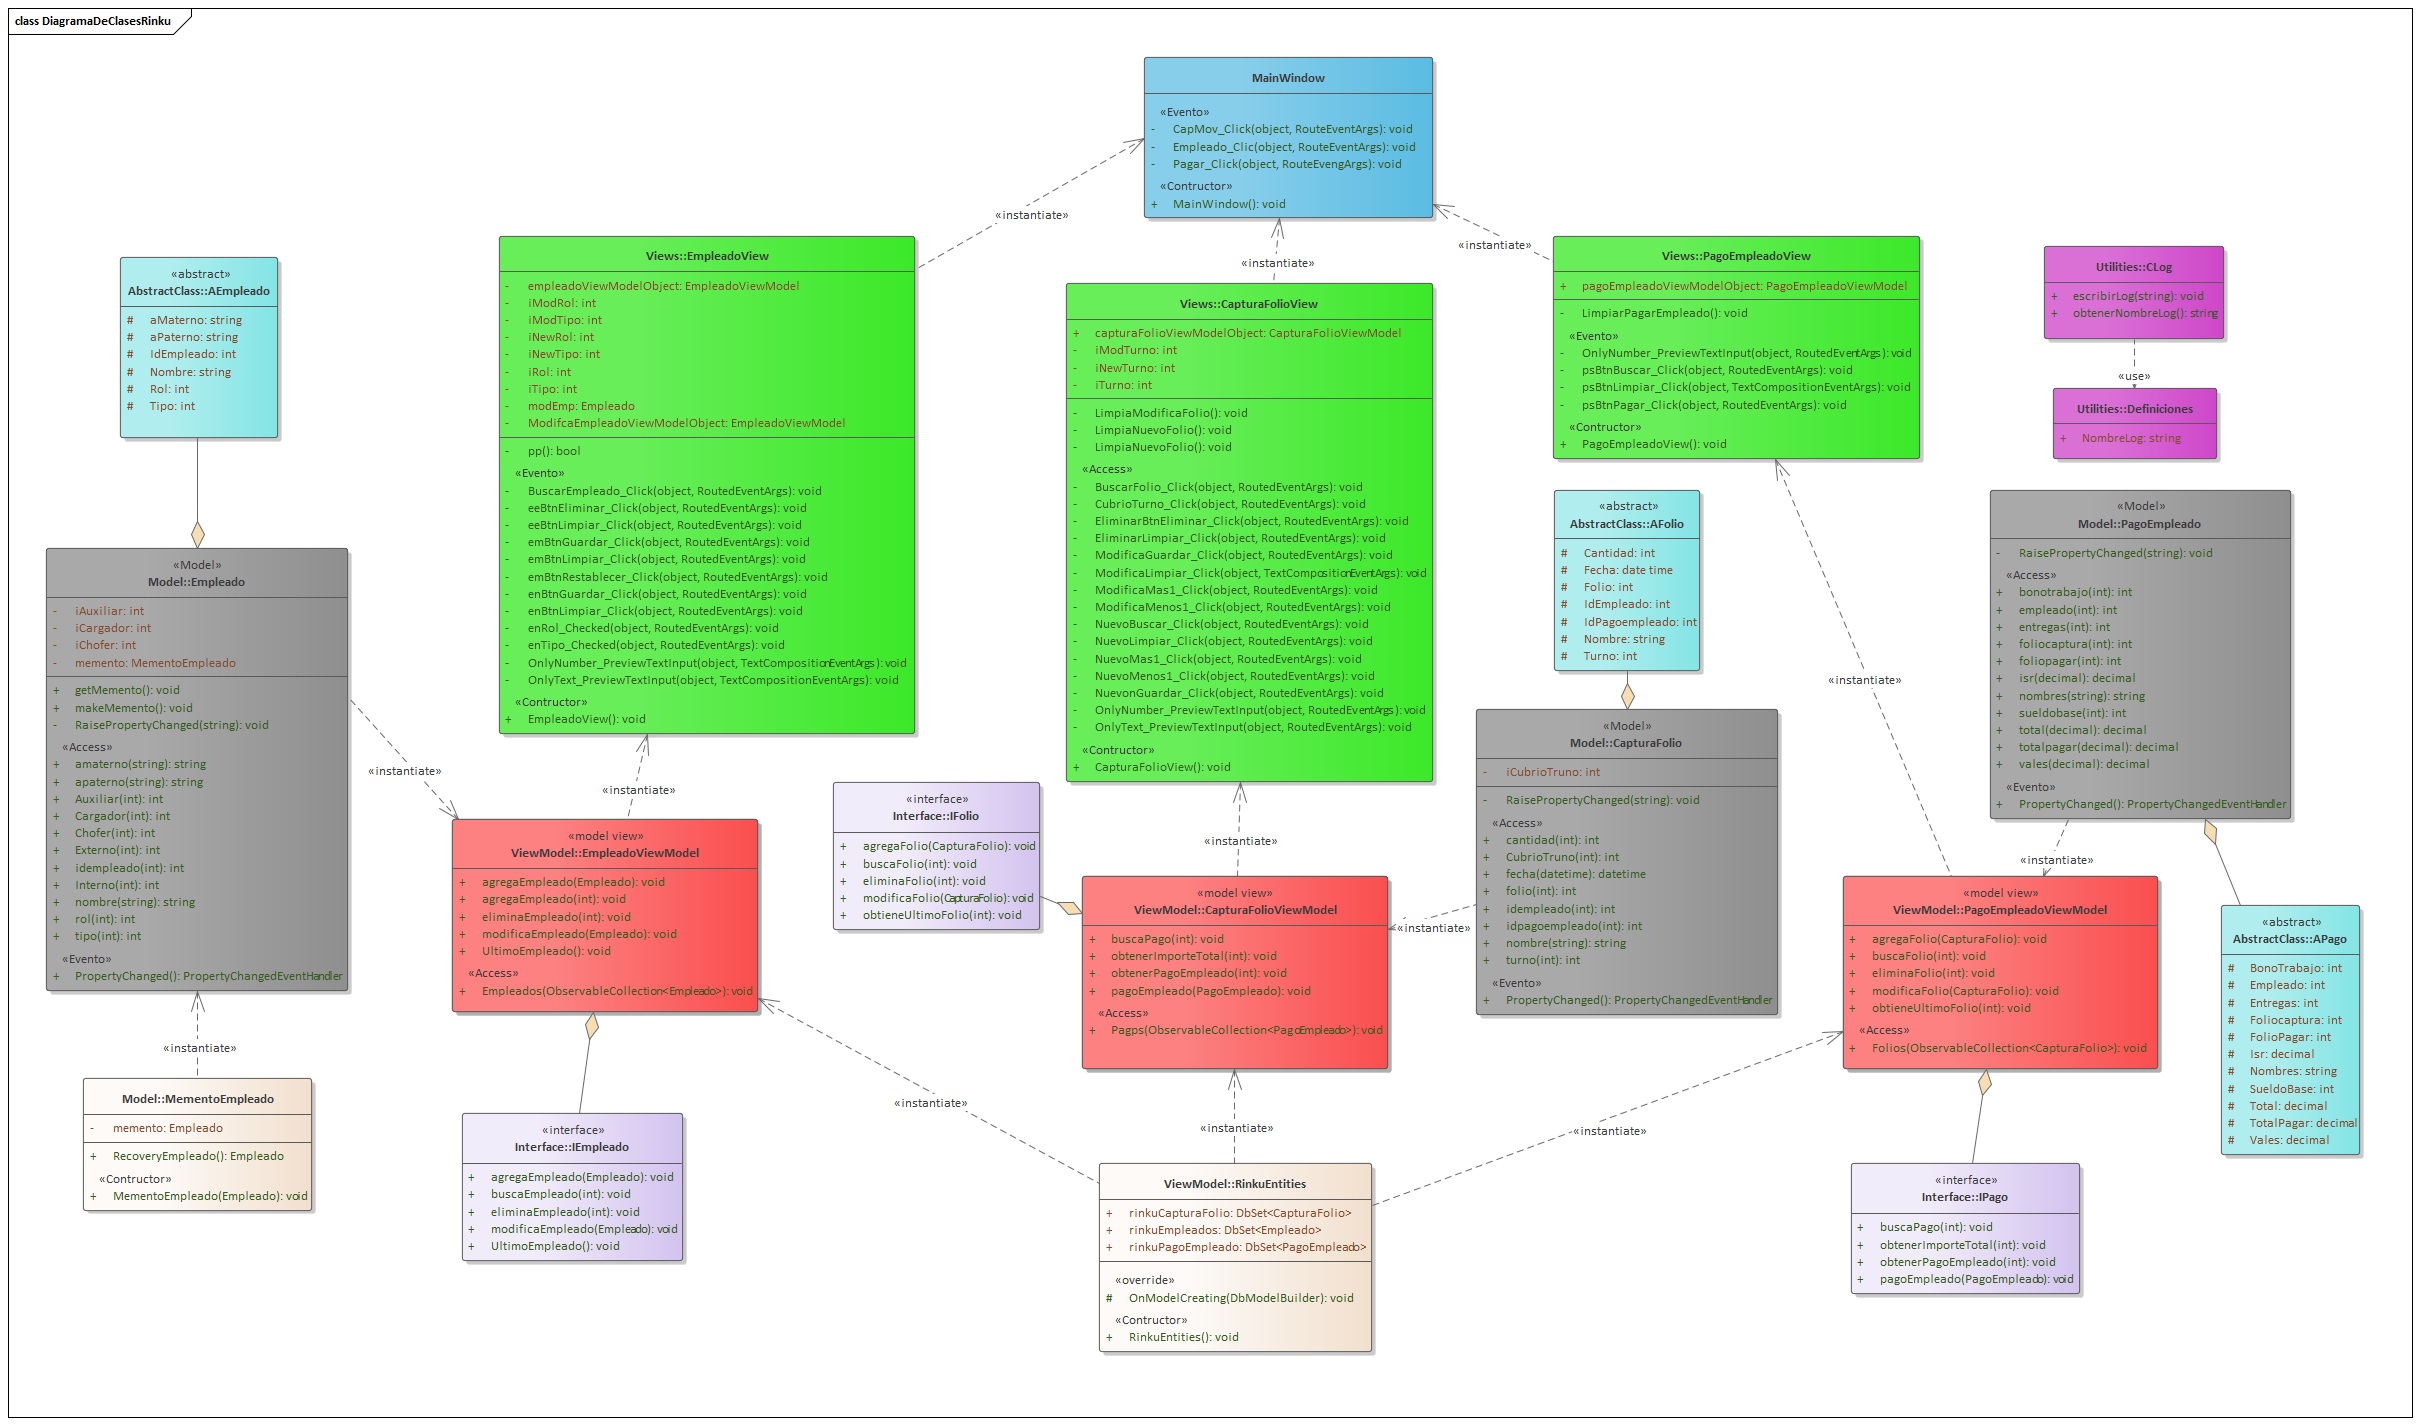 class DiagramaDeClasesRinku
MainWindow
«Evento»
- CapMov_Click(object, RouteEventArgs): void
- Empleado_Clic(object, RouteEventArgs): void
- Pagar_Click(object, RouteEvengArgs): void
«Contructor»
+ MainWindow(): void
«instantiate»
«instantiate»
«instantiate»
«abstract»
AbstractClass::AEmpleado
# aMaterno: string
# aPaterno: string
# IdEmpleado: int
# Nombre: string
# Rol: int
# Tipo: int
Views::EmpleadoView
- empleadoViewModelObject: EmpleadoViewModel
- iModRol: int
- iModTipo: int
- iNewRol: int
- iNewTipo: int
- iRol: int
- iTipo: int
- modEmp: Empleado
- ModifcaEmpleadoViewModelObject: EmpleadoViewModel
- pp(): bool
«Evento»
- BuscarEmpleado_Click(object, RoutedEventArgs): void
- eeBtnEliminar_Click(object, RoutedEventArgs): void
- eeBtnLimpiar_Click(object, RoutedEventArgs): void
- emBtnGuardar_Click(object, RoutedEventArgs): void
- emBtnLimpiar_Click(object, RoutedEventArgs): void
- emBtnRestablecer_Click(object, RoutedEventArgs): void
- enBtnGuardar_Click(object, RoutedEventArgs): void
- enBtnLimpiar_Click(object, RoutedEventArgs): void
- enRol_Checked(object, RoutedEventArgs): void
- enTipo_Checked(object, RoutedEventArgs): void
- OnlyNumber_PreviewTextInput(object, TextCompositionEventArgs): void
- OnlyText_PreviewTextInput(object, TextCompositionEventArgs): void
«Contructor»
+ EmpleadoView(): void
Views::CapturaFolioView
+ capturaFolioViewModelObject: CapturaFolioViewModel
- iModTurno: int
- iNewTurno: int
- iTurno: int
- LimpiaModificaFolio(): void
- LimpiaNuevoFolio(): void
- LimpiaNuevoFolio(): void
«Access»
- BuscarFolio_Click(object, RoutedEventArgs): void
- CubrioTurno_Click(object, RoutedEventArgs): void
- EliminarBtnEliminar_Click(object, RoutedEventArgs): void
- EliminarLimpiar_Click(object, RoutedEventArgs): void
- ModificaGuardar_Click(object, RoutedEventArgs): void
- ModificaLimpiar_Click(object, TextCompositionEventArgs): void
- ModificaMas1_Click(object, RoutedEventArgs): void
- ModificaMenos1_Click(object, RoutedEventArgs): void
- NuevoBuscar_Click(object, RoutedEventArgs): void
- NuevoLimpiar_Click(object, RoutedEventArgs): void
- NuevoMas1_Click(object, RoutedEventArgs): void
- NuevoMenos1_Click(object, RoutedEventArgs): void
- NuevonGuardar_Click(object, RoutedEventArgs): void
- OnlyNumber_PreviewTextInput(object, RoutedEventArgs): void
- OnlyText_PreviewTextInput(object, RoutedEventArgs): void
«Contructor»
+ CapturaFolioView(): void
Views::PagoEmpleadoView
+ pagoEmpleadoViewModelObject: PagoEmpleadoViewModel
- LimpiarPagarEmpleado(): void
«Evento»
- OnlyNumber_PreviewTextInput(object, RoutedEventArgs): void
- psBtnBuscar_Click(object, RoutedEventArgs): void
- psBtnLimpiar_Click(object, TextCompositionEventArgs): void
- psBtnPagar_Click(object, RoutedEventArgs): void
«Contructor»
+ PagoEmpleadoView(): void
Utilities::CLog
+ escribirLog(string): void
+ obtenerNombreLog(): string
«use»
Utilities::Definiciones
+ NombreLog: string
«abstract»
AbstractClass::AFolio
# Cantidad: int
# Fecha: date time
# Folio: int
# IdEmpleado: int
# IdPagoempleado: int
# Nombre: string
# Turno: int
«Model»
Model::PagoEmpleado
- RaisePropertyChanged(string): void
«Access»
+ bonotrabajo(int): int
+ empleado(int): int
+ entregas(int): int
+ foliocaptura(int): int
+ foliopagar(int): int
+ isr(decimal): decimal
+ nombres(string): string
+ sueldobase(int): int
+ total(decimal): decimal
+ totalpagar(decimal): decimal
+ vales(decimal): decimal
«Evento»
+ PropertyChanged(): PropertyChangedEventHandler
«Model»
Model::Empleado
- iAuxiliar: int
- iCargador: int
- iChofer: int
- memento: MementoEmpleado
+ getMemento(): void
+ makeMemento(): void
- RaisePropertyChanged(string): void
«Access»
+ amaterno(string): string
+ apaterno(string): string
+ Auxiliar(int): int
+ Cargador(int): int
+ Chofer(int): int
+ Externo(int): int
+ idempleado(int): int
+ Interno(int): int
+ nombre(string): string
+ rol(int): int
+ tipo(int): int
«Evento»
+ PropertyChanged(): PropertyChangedEventHandler
«instantiate»
«instantiate»
«instantiate»
«instantiate»
«instantiate»
«instantiate»
«Model»
Model::CapturaFolio
- iCubrioTruno: int
- RaisePropertyChanged(string): void
«Access»
+ cantidad(int): int
+ CubrioTruno(int): int
+ fecha(datetime): datetime
+ folio(int): int
+ idempleado(int): int
+ idpagoempleado(int): int
+ nombre(string): string
+ turno(int): int
«Evento»
+ PropertyChanged(): PropertyChangedEventHandler
«interface»
Interface::IFolio
+ agregaFolio(CapturaFolio): void
+ buscaFolio(int): void
+ eliminaFolio(int): void
+ modificaFolio(CapturaFolio): void
+ obtieneUltimoFolio(int): void
«model view»
ViewModel::EmpleadoViewModel
+ agregaEmpleado(Empleado): void
+ agregaEmpleado(int): void
+ eliminaEmpleado(int): void
+ modificaEmpleado(Empleado): void
+ UltimoEmpleado(): void
«Access»
+ Empleados(ObservableCollection<Empleado>): void
«model view»
ViewModel::CapturaFolioViewModel
+ buscaPago(int): void
+ obtenerImporteTotal(int): void
+ obtenerPagoEmpleado(int): void
+ pagoEmpleado(PagoEmpleado): void
«Access»
+ Pagps(ObservableCollection<PagoEmpleado>): void
«model view»
ViewModel::PagoEmpleadoViewModel
+ agregaFolio(CapturaFolio): void
+ buscaFolio(int): void
+ eliminaFolio(int): void
+ modificaFolio(CapturaFolio): void
+ obtieneUltimoFolio(int): void
«Access»
+ Folios(ObservableCollection<CapturaFolio>): void
«abstract»
AbstractClass::APago
# BonoTrabajo: int
# Empleado: int
# Entregas: int
# Foliocaptura: int
# FolioPagar: int
# Isr: decimal
# Nombres: string
# SueldoBase: int
# Total: decimal
# TotalPagar: decimal
# Vales: decimal
«instantiate»
«instantiate»
«instantiate»
«instantiate»
Model::MementoEmpleado
- memento: Empleado
+ RecoveryEmpleado(): Empleado
«Contructor»
+ MementoEmpleado(Empleado): void
«interface»
Interface::IEmpleado
+ agregaEmpleado(Empleado): void
+ buscaEmpleado(int): void
+ eliminaEmpleado(int): void
+ modificaEmpleado(Empleado): void
+ UltimoEmpleado(): void
ViewModel::RinkuEntities
+ rinkuCapturaFolio: DbSet<CapturaFolio>
+ rinkuEmpleados: DbSet<Empleado>
+ rinkuPagoEmpleado: DbSet<PagoEmpleado>
«override»
# OnModelCreating(DbModelBuilder): void
«Contructor»
+ RinkuEntities(): void
«interface»
Interface::IPago
+ buscaPago(int): void
+ obtenerImporteTotal(int): void
+ obtenerPagoEmpleado(int): void
+ pagoEmpleado(PagoEmpleado): void